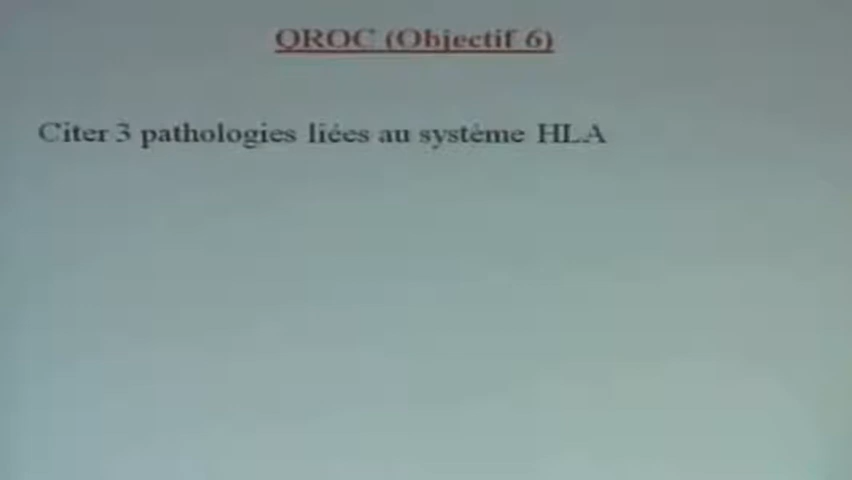 QROC (Objectif 6)
Citer 3 pathologies liées au système HLA